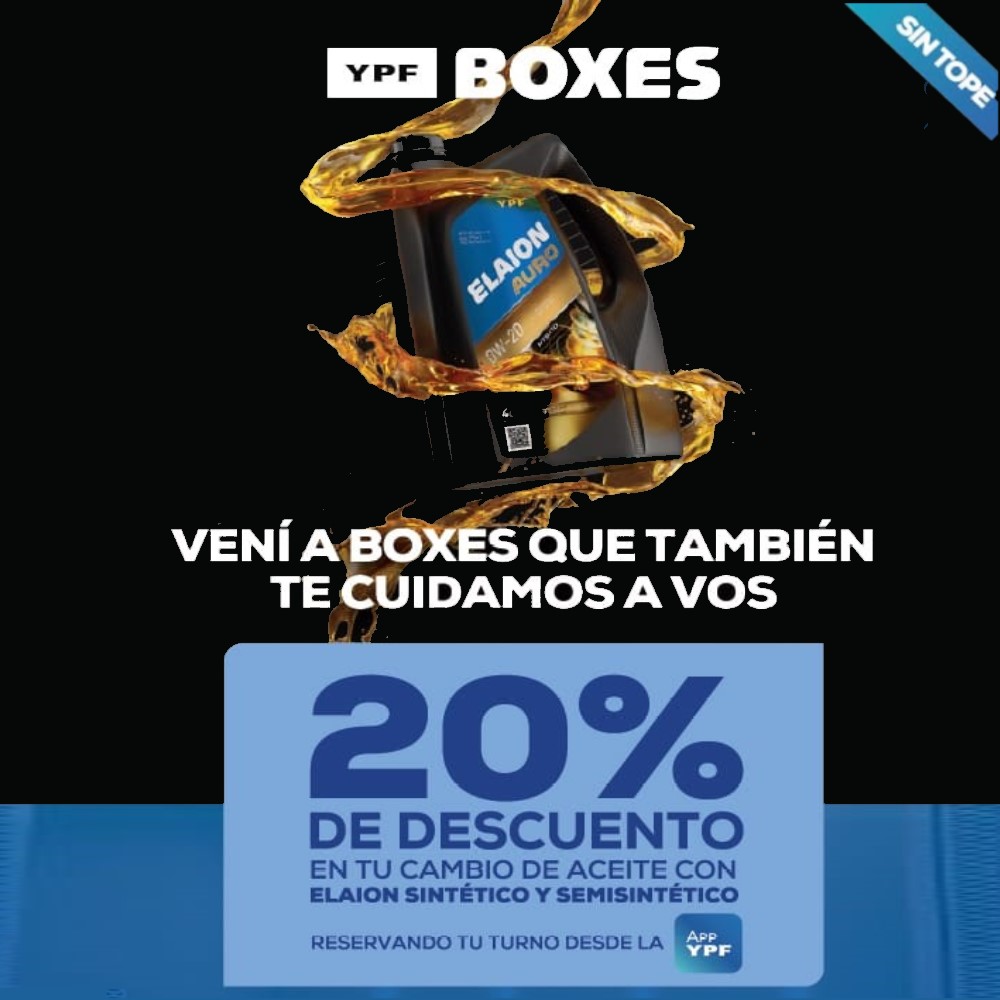 SIN TOPE
YPF BOXES
YPF
ELAION
AURO
0W-20
4L
VENÍ A BOXES QUE TAMBIÉN
TE CUIDAMOS A VOS
20%
DE DESCUENTO
EN TU CAMBIO DE ACEITE CON
ELAION SINTÉTICO Y SEMISINTÉTICO
RESERVANDO TU TURNO DESDE LA
APP
YPF